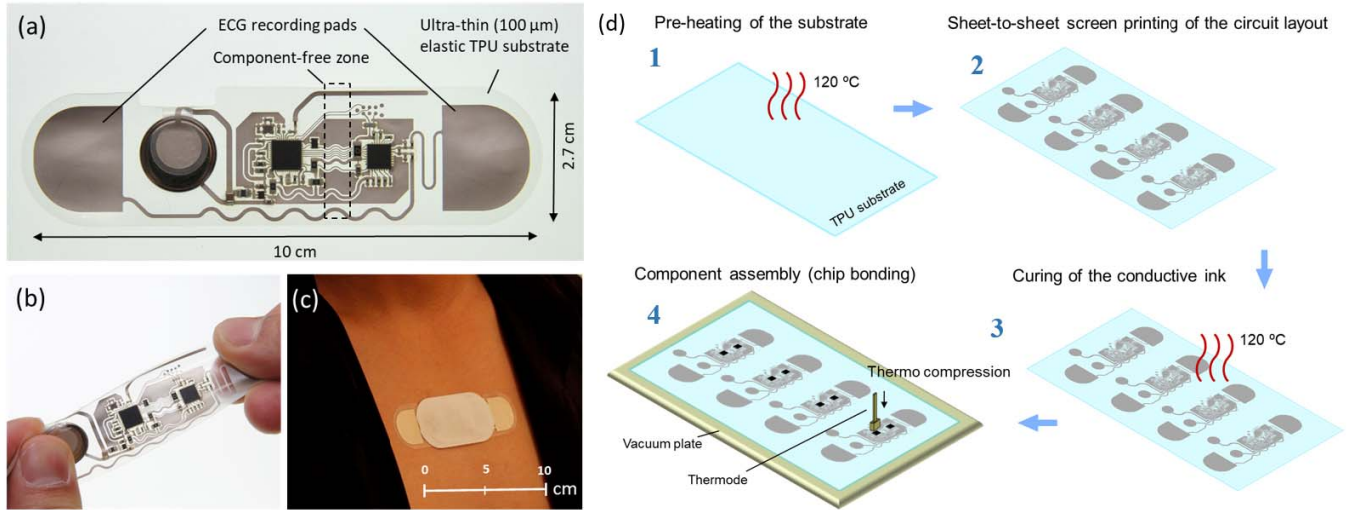 (a)
ECG recording pads
Component-free zone
Ultra-thin (100 µm)
elastic TPU substrate
2.7 cm
10 cm
(b)
(c)
0 5 10
cm
(d)
Pre-heating of the substrate
1
120 ºC
TPU substrate
Sheet-to-sheet screen printing of the circuit layout
2
Curing of the conductive ink
3
120 ºC
Component assembly (chip bonding)
4
Thermo compression
Vacuum plate
Thermode